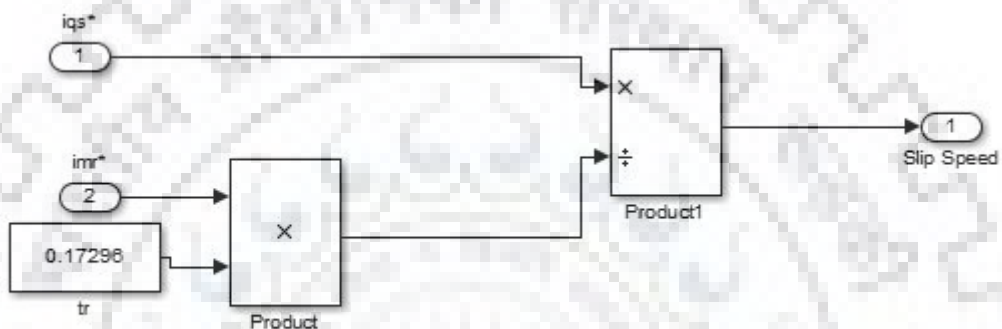 iqs*
1
×
÷
1
Slip Speed
Product1
imr*
2
×
0.17296
tr
Product